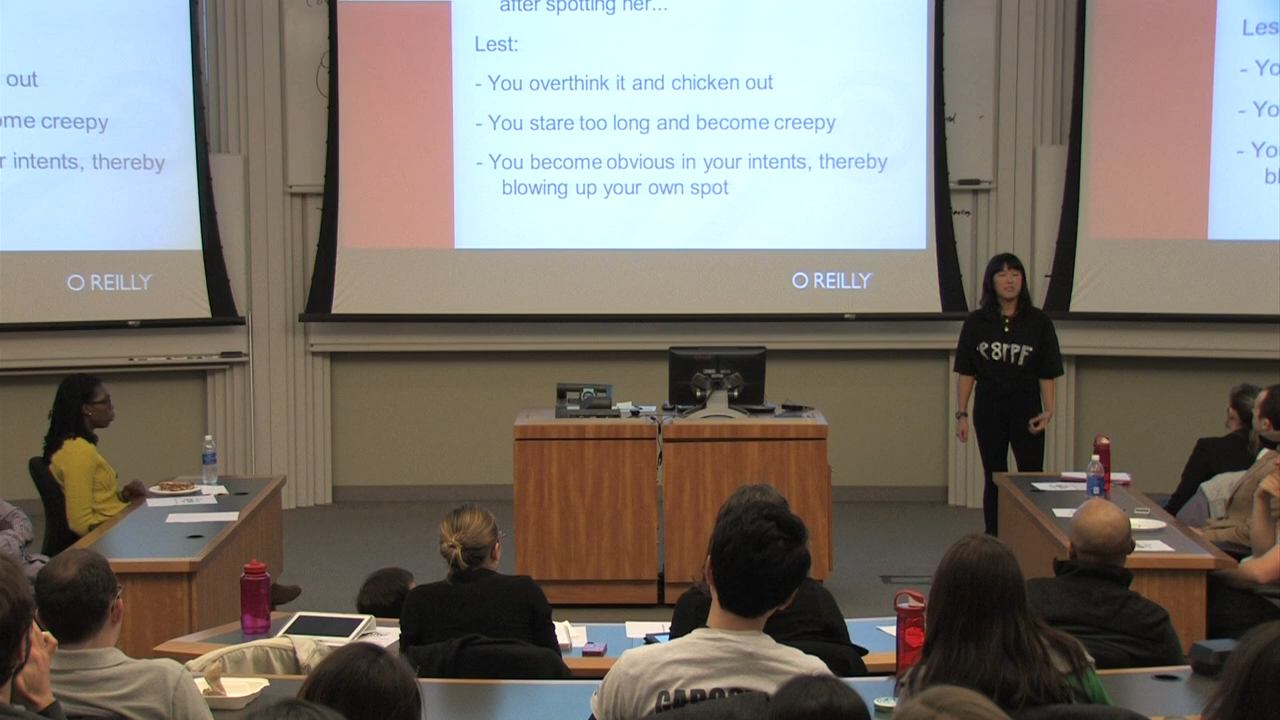 after spotting her...
Lest:
- You overthink it and chicken out
- You stare too long and become creepy
- You become obvious in your intents, thereby
blowing up your own spot
O REILLY
out
ome creepy
r intents, thereby
O REILLY
Les
- Yo
- Yo
- Yo
bl